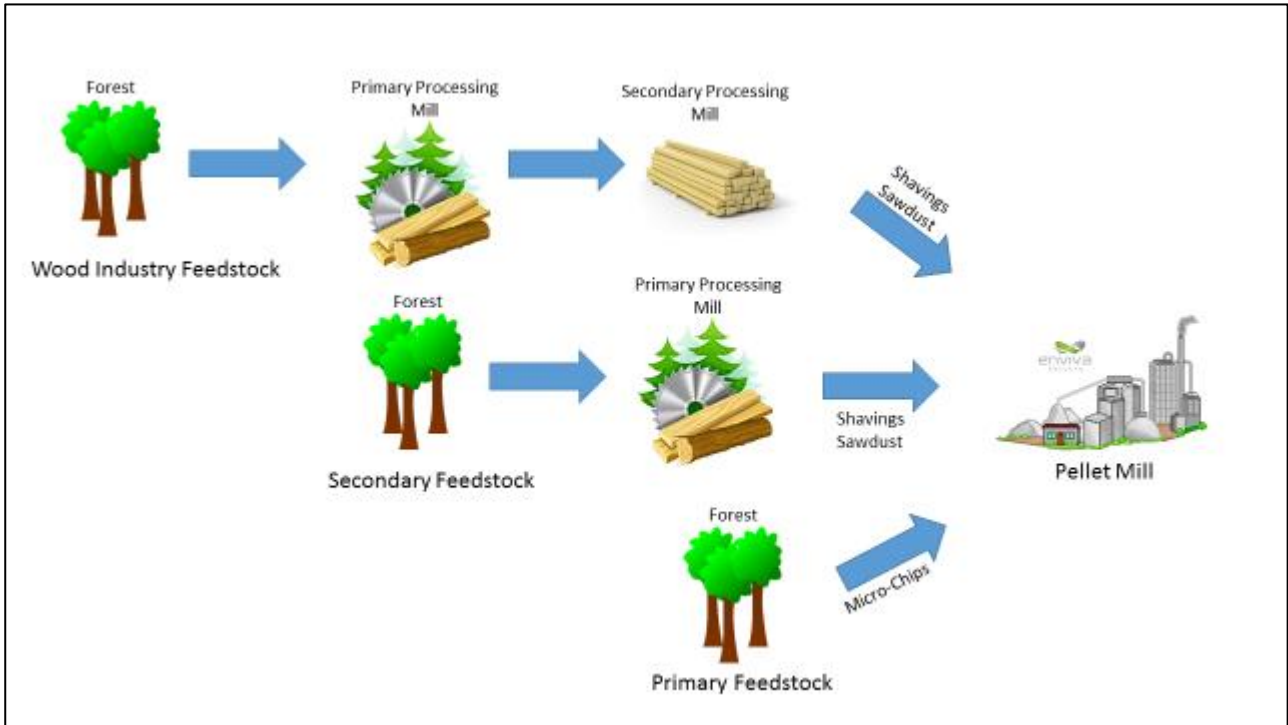 Forest
Primary Processing
Mill
Secondary Processing
Mill
Shavings
Sawdust
Wood Industry Feedstock
Forest
Primary Processing
Mill
Shavings
Sawdust
Secondary Feedstock
enviva
Pellet Mill
Forest
Micro-Chips
Primary Feedstock